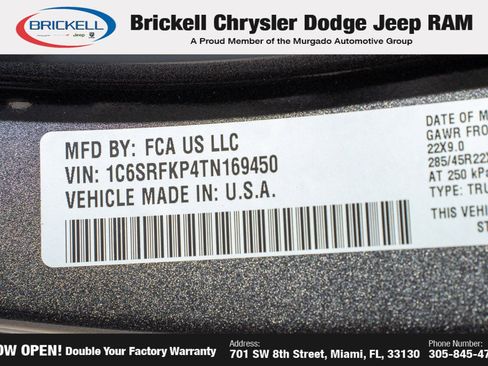 BRICKELL
Brickell Chrysler Dodge Jeep RAM
A Proud Member of the Murgado Automotive Group
MFD BY: FCA US LLC
VIN: 1C6SRFKP4TN169450
VEHICLE MADE IN: U.S.A.
DATE OF M
GAWR FRO
22X9.0
285/45R22X
AT 250 kPa
TYPE: TRU
THIS VEHI
ST
OW OPEN! Double Your Factory Warranty
Address:
701 SW 8th Street, Miami, FL, 33130
Phone Number:
305-845-47